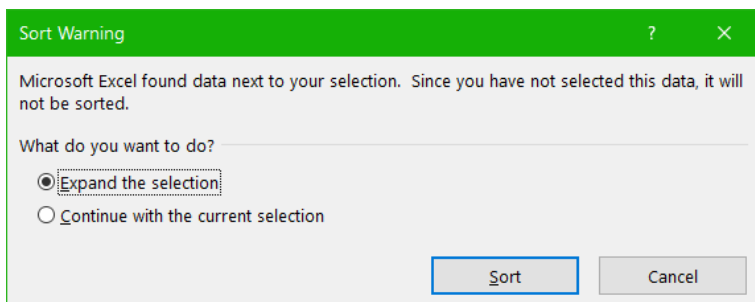 Sort Warning
Microsoft Excel found data next to your selection.  Since you have not selected this data, it will
not be sorted.
What do you want to do?
Expand the selection
Continue with the current selection
Sort Cancel